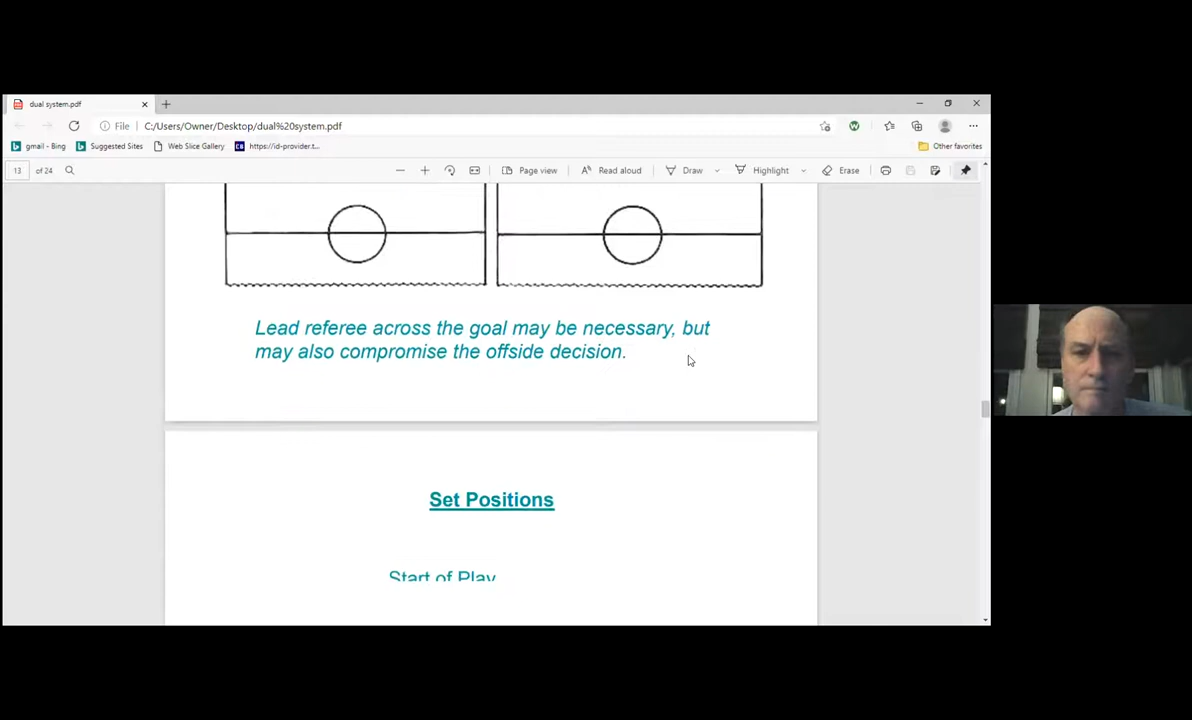 dual system.pdf
File
C:/Users/Owner/Desktop/dual%20system.pdf
gmail - Bing
Suggested Sites
Web Slice Gallery
https://id-provider.t...
Other favorites
13 of 24
Page view
Read aloud
Draw
Highlight
Erase
Lead referee across the goal may be necessary, but
may also compromise the offside decision.
Set Positions
Start of Play